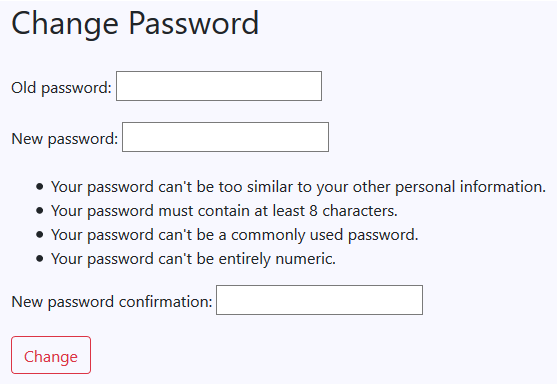 Change Password
Old password:
New password:
• Your password can't be too similar to your other personal information.
• Your password must contain at least 8 characters.
• Your password can't be a commonly used password.
• Your password can't be entirely numeric.
New password confirmation:
Change